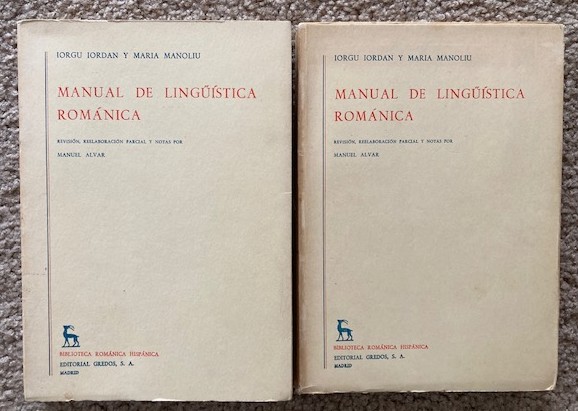 IORGU IORDAN Y MARIA MANOLIU
MANUAL DE LINGŰÍSTICA
ROMÁNICA
REVISIÓN, REELABORACIÓN PARCIAL Y NOTAS POR
MANUEL ALVAR
BIBLIOTECA ROMÁNICA HISPÁNICA
EDITORIAL GREDOS, S. A.
MADRID
IORGU IORDAN Y MARIA MANOLIU
MANUAL DE LINGŰÍSTICA
ROMÁNICA
REVISIÓN, REELABORACIÓN PARCIAL Y NOTAS POR
MANUEL ALVAR
BIBLIOTECA ROMÁNICA HISPÁNICA
EDITORIAL GREDOS, S. A.
MADRID